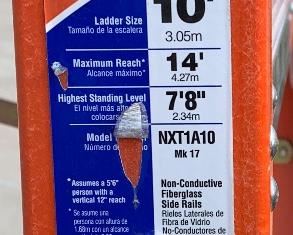 Ladder Size
Tamaño de la escalera
10'
3.05m
Maximum Reach*
Alcance máximo*
14'
4.27m
Highest Standing Level
El nivel más alto
colocars
7'8"
2.34m
Model
Número de
NXT1A10
Mk 17
*Assumes a 5'6"
person with a
vertical 12" reach
*Se asume una
persona con altura de
1.68m con un alcance
Non-Conductive
Fiberglass
Side Rails
Rieles Laterales de
Fibra de Vidrio
No-Conductores de